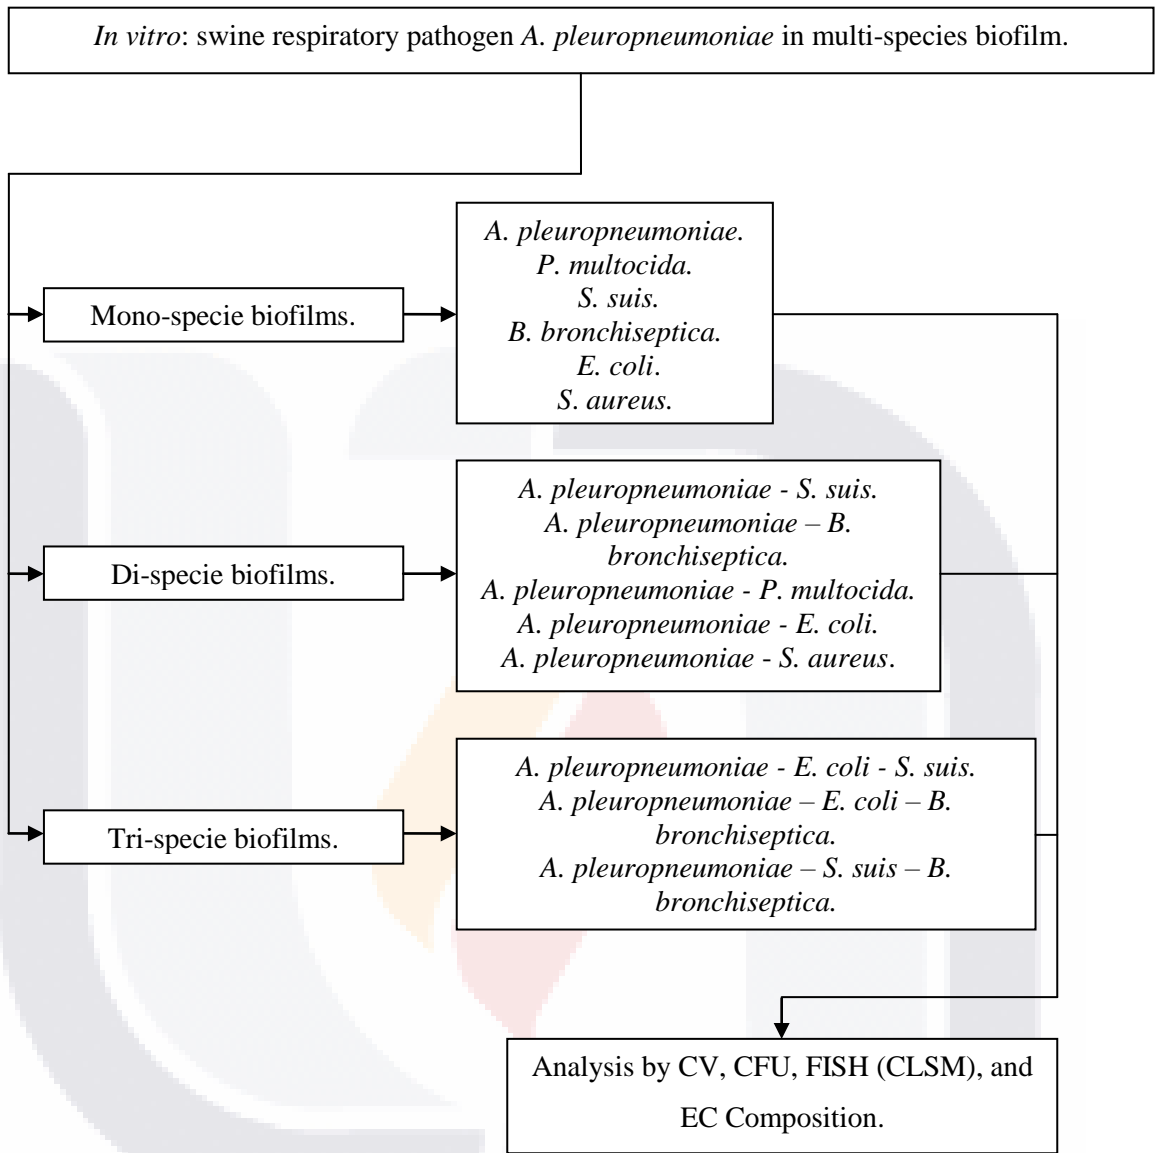 In vitro: swine respiratory pathogen A. pleuropneumoniae in multi-species biofilm.
Mono-specie biofilms.
A. pleuropneumoniae.
P. multocida.
S. suis.
B. bronchiseptica.
E. coli.
S. aureus.
Di-specie biofilms.
A. pleuropneumoniae - S. suis.
A. pleuropneumoniae – B.
bronchiseptica.
A. pleuropneumoniae - P. multocida.
A. pleuropneumoniae - E. coli.
A. pleuropneumoniae - S. aureus.
Tri-specie biofilms.
A. pleuropneumoniae - E. coli - S. suis.
A. pleuropneumoniae – E. coli – B.
bronchiseptica.
A. pleuropneumoniae – S. suis – B.
bronchiseptica.
Analysis by CV, CFU, FISH (CLSM), and
EC Composition.